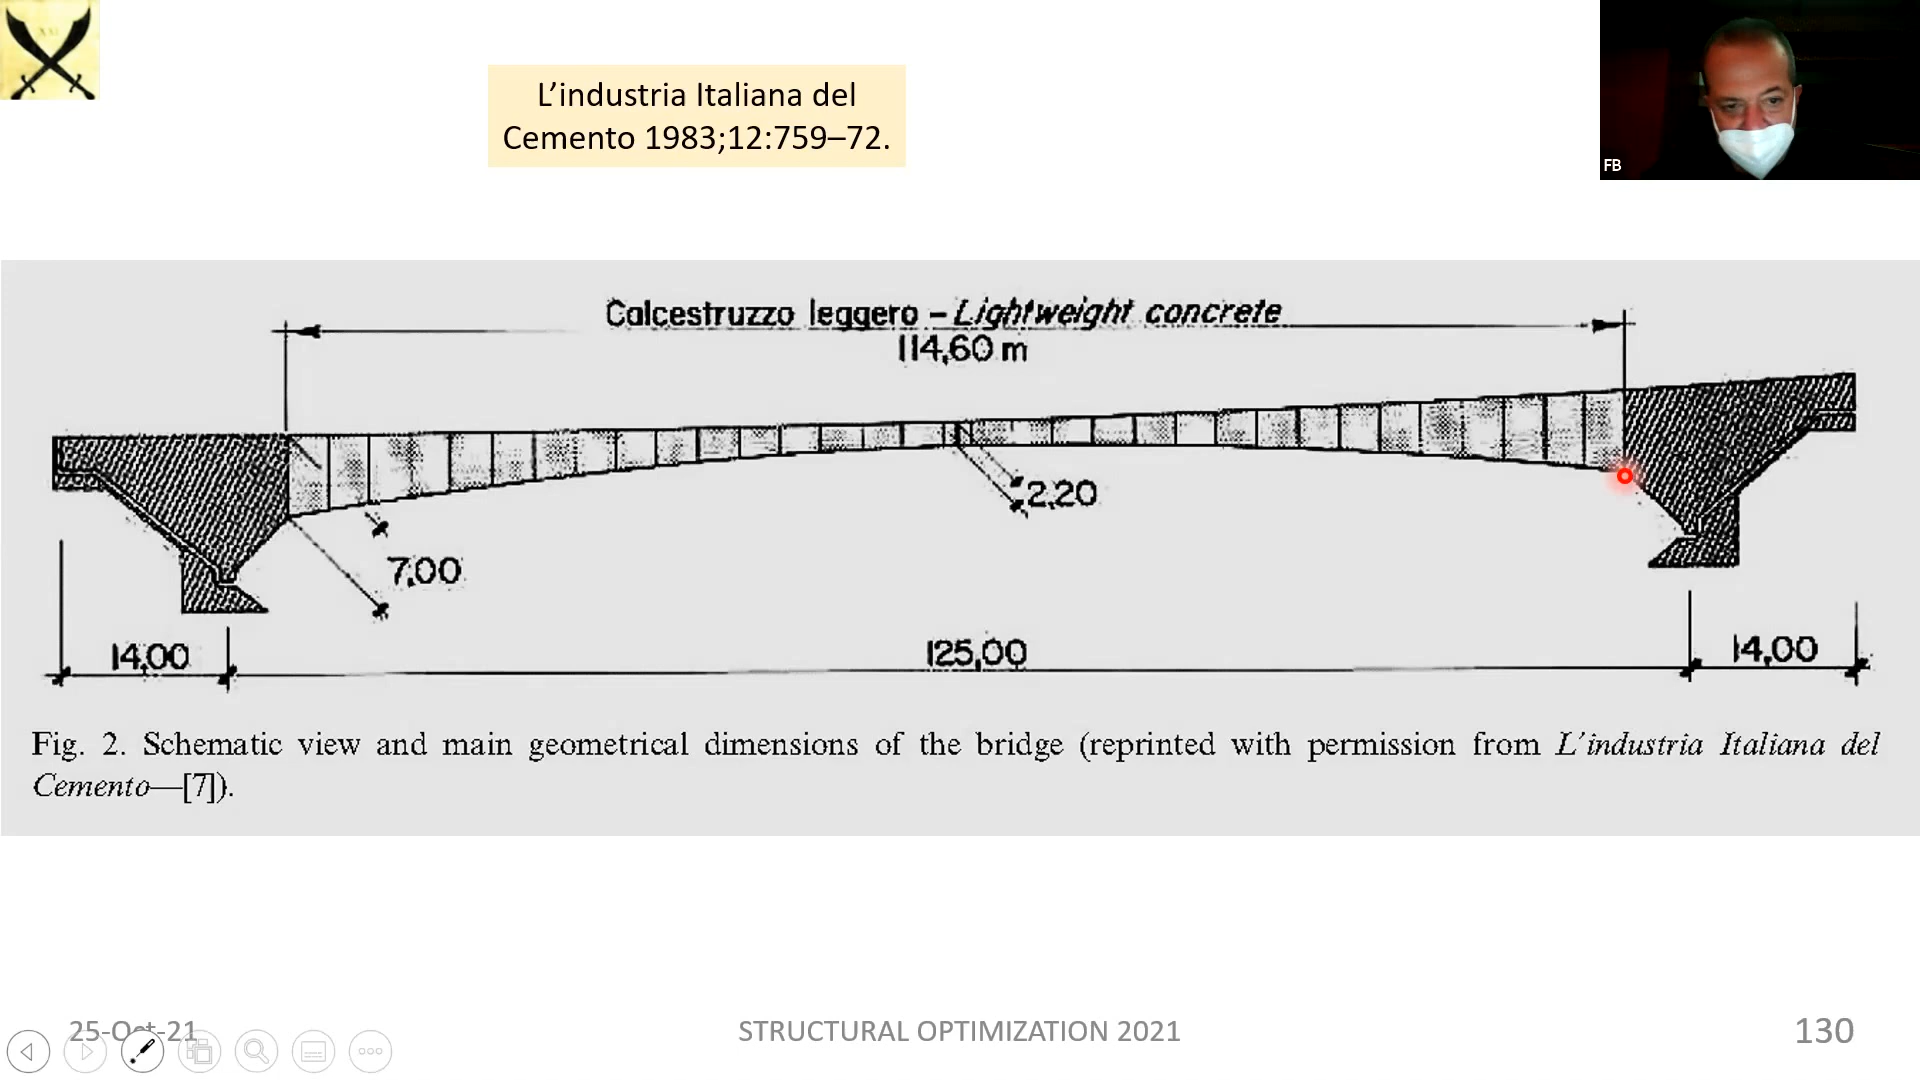 XXI
L’industria Italiana del
Cemento 1983;12:759–72.
FB
Calcestruzzo leggero – Lightweight concrete
114,60 m
2,20
7,00
14,00
125,00
14,00
Fig. 2. Schematic view and main geometrical dimensions of the bridge (reprinted with permission from L’industria Italiana del
Cemento—[7]).
25-Oct-21
STRUCTURAL OPTIMIZATION 2021
130